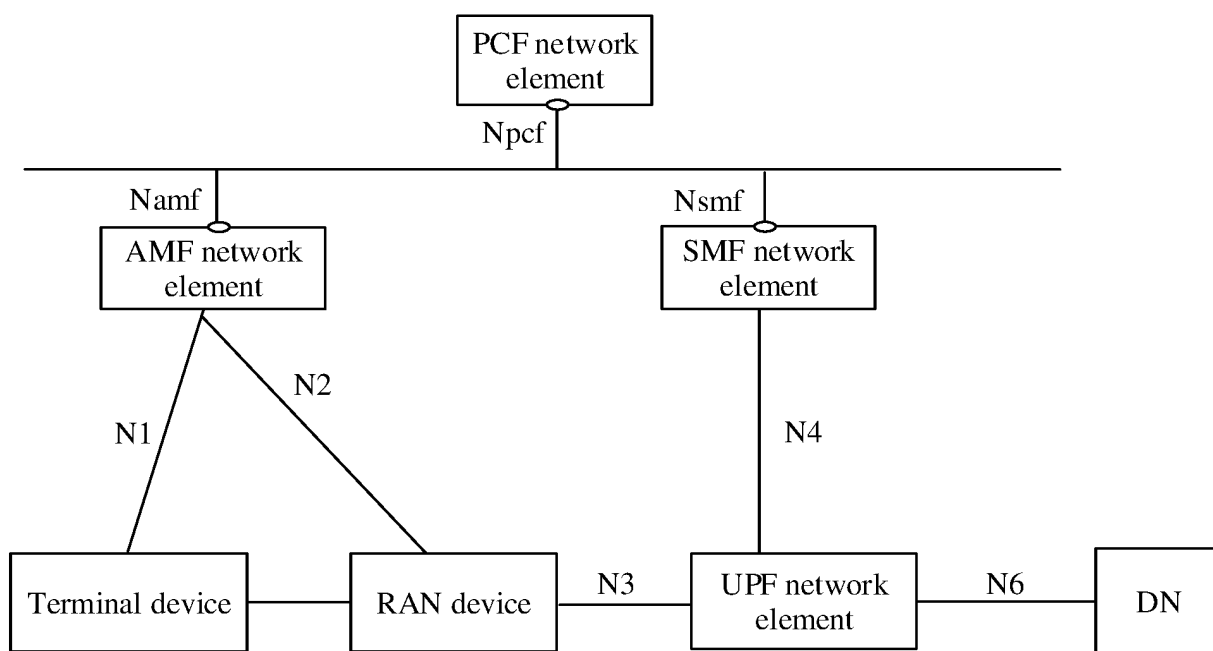 PCF network
element
Npcf
Namf
Nsmf
AMF network
element
SMF network
element
N1
N2
N4
Terminal device
RAN device
N3
UPF network
element
N6
DN